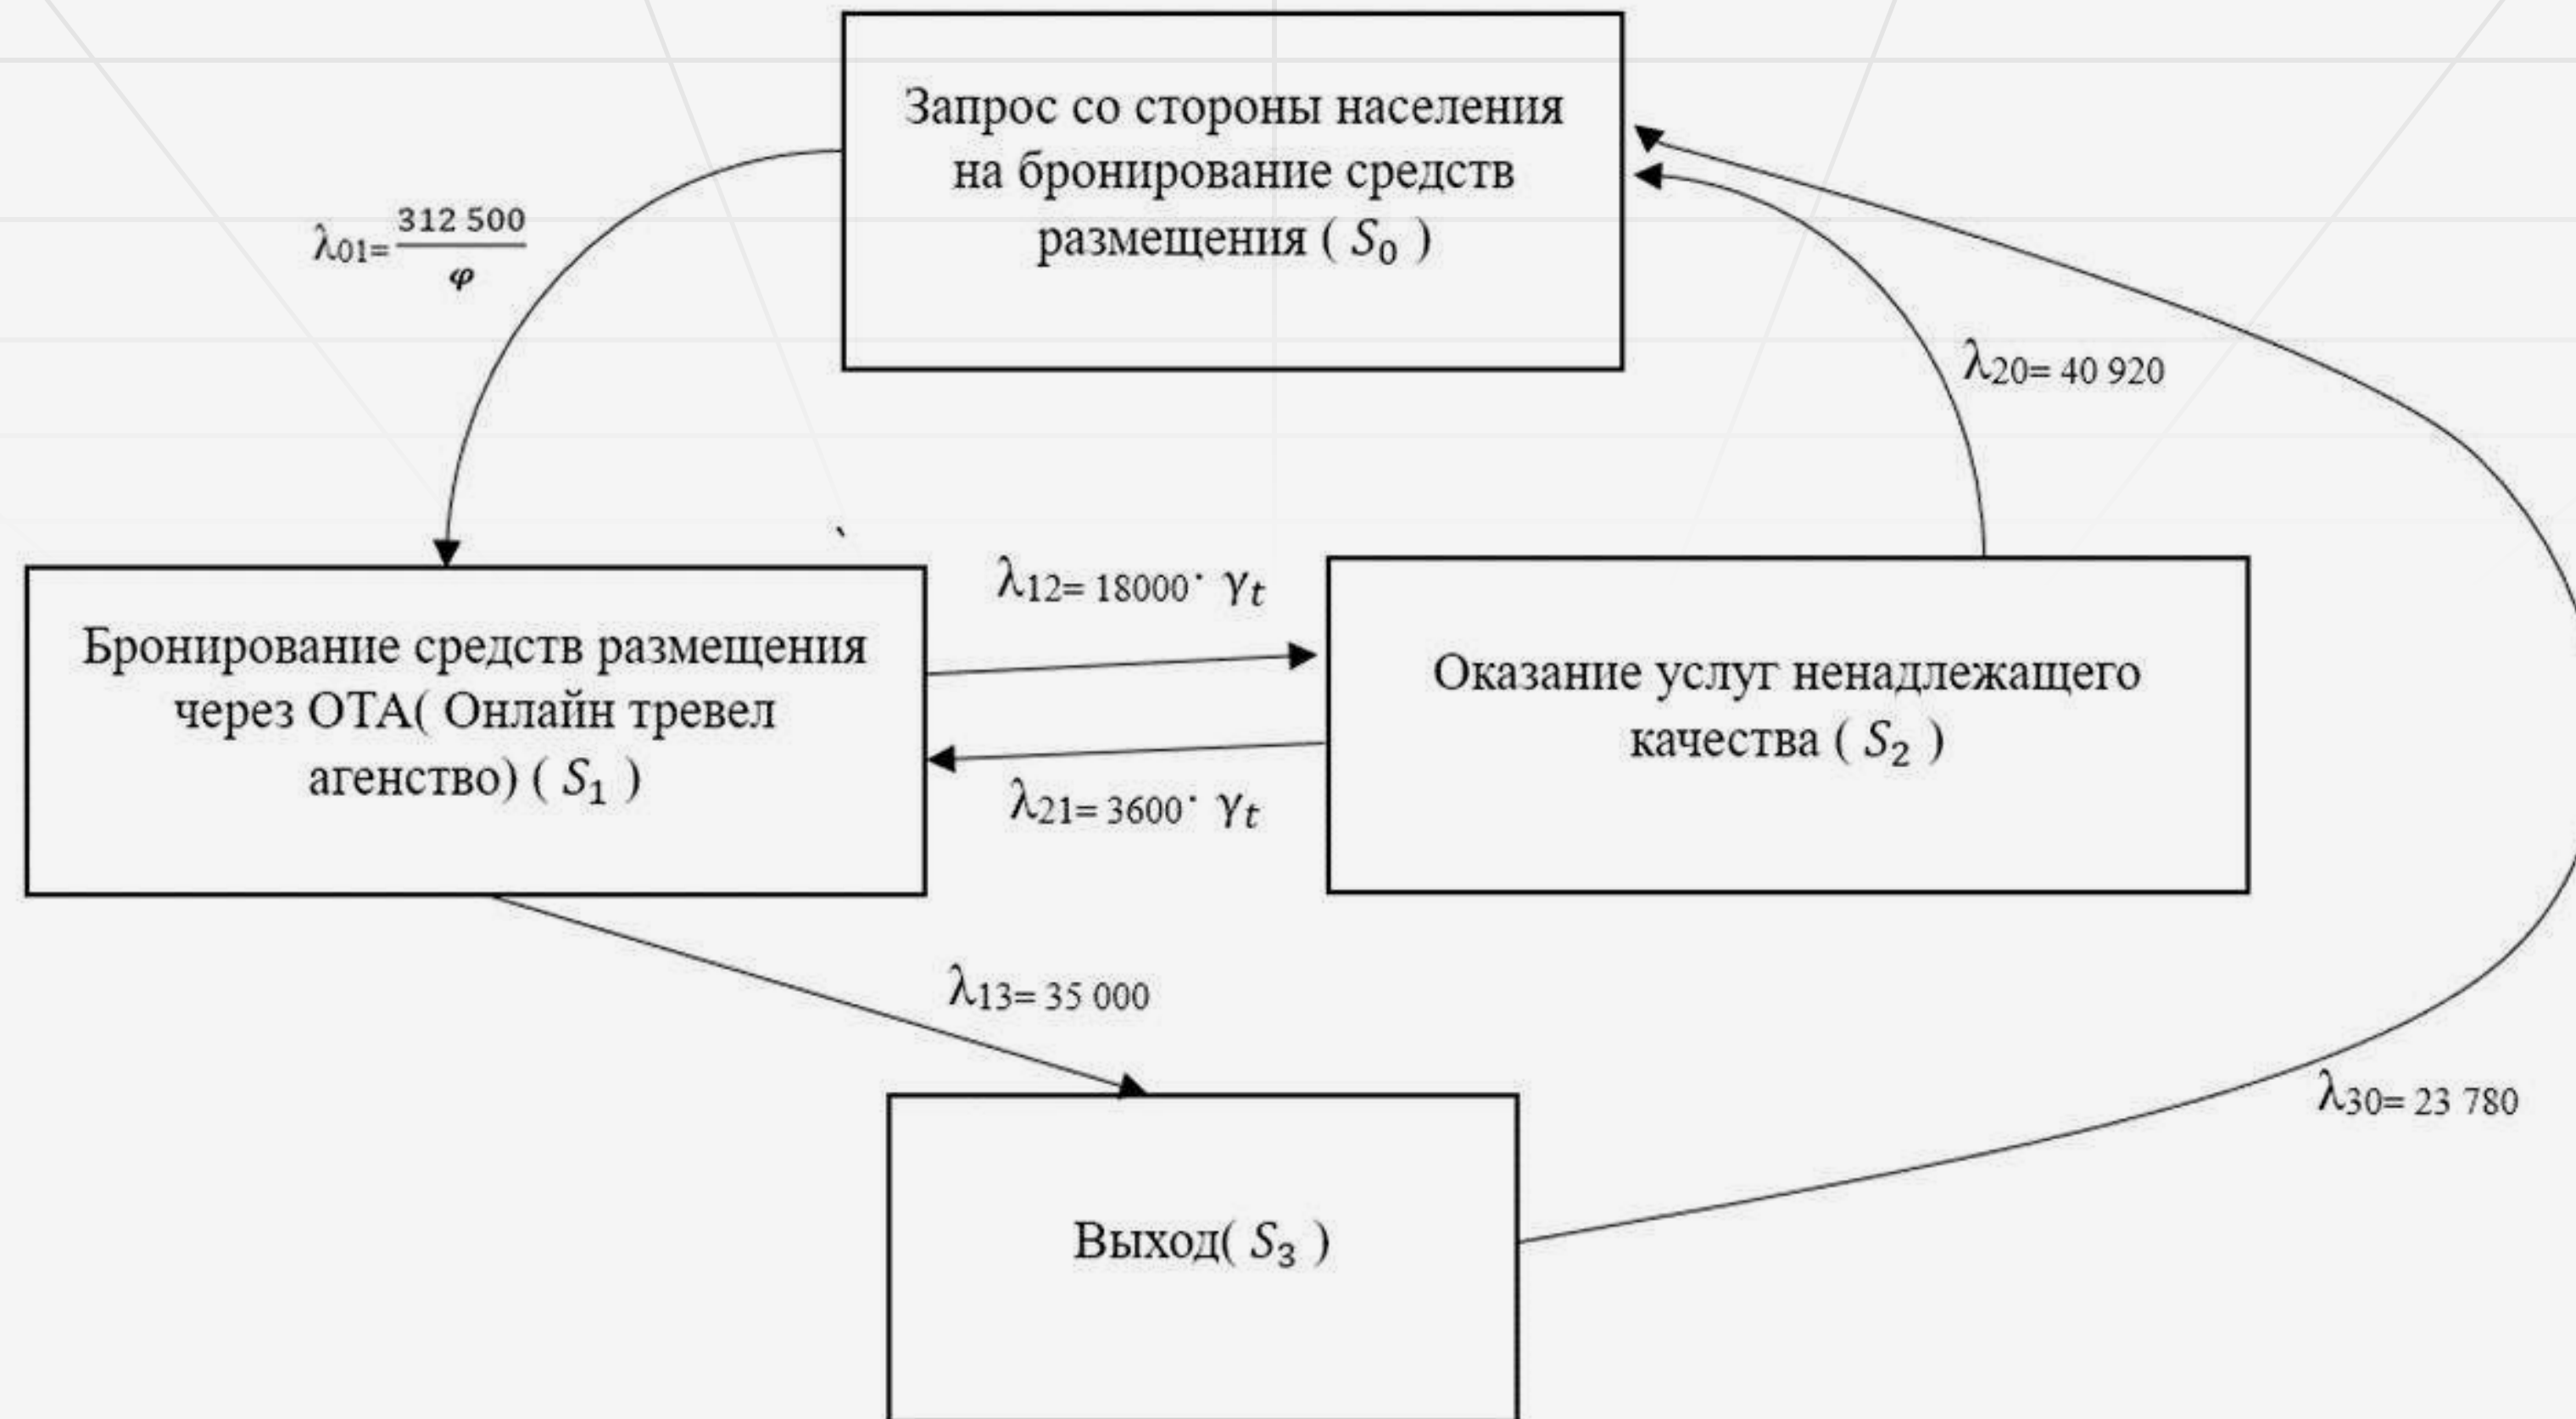 Запрос со стороны населения
на бронирование средств
размещения ( S₀ )
λ₀₁= 312 500
φ
λ₂₀= 40 920
Бронирование средств размещения
через ОТА( Онлайн тревел
агенство) ( S₁ )
λ₁₂= 18000· γₜ
Оказание услуг ненадлежащего
качества ( S₂ )
λ₂₁= 3600· γₜ
λ₁₃= 35 000
λ₃₀= 23 780
Выход( S₃ )